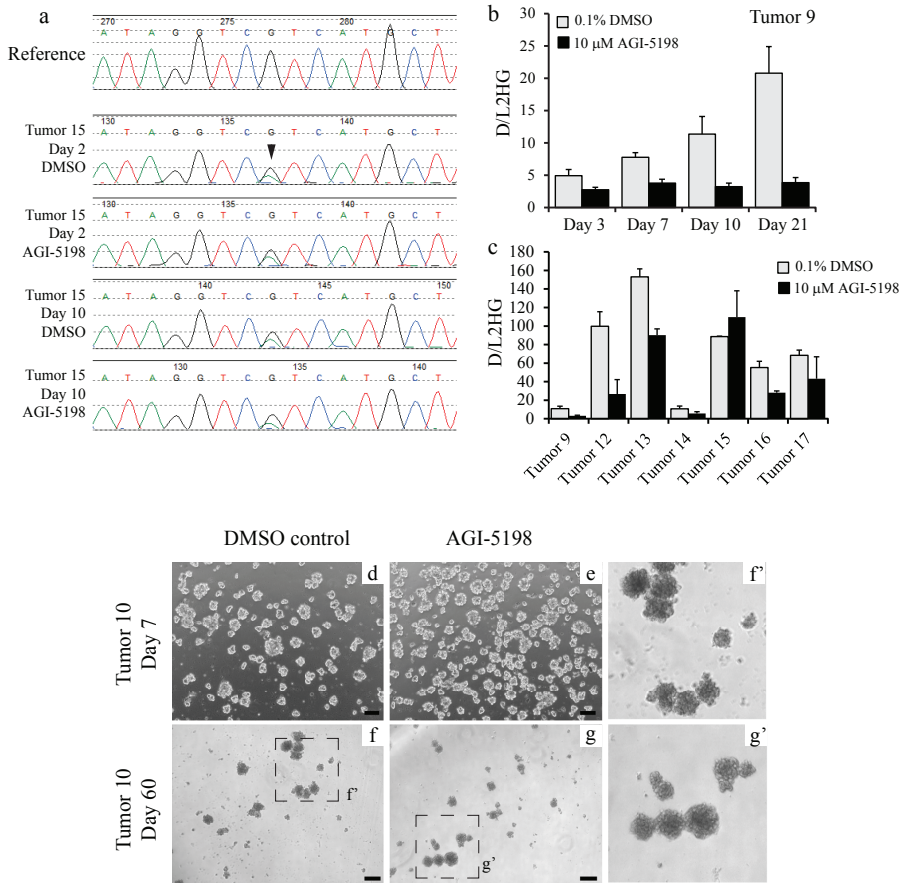 a
Reference
270 275 280
A T A G G T C G T C A T G C T
Tumor 15
Day 2
DMSO
130 135 140
A T A G G T C G T C A T G C T
Tumor 15
Day 2
AGI-5198
130 135 140
A T A G G T C G T C A T G C T
Tumor 15
Day 10
DMSO
140 145 150
A T A G G T C G T C A T G C T
Tumor 15
Day 10
AGI-5198
130 135 140
A T A G G T C G T C A T G C T
b
0.1% DMSO
10 µM AGI-5198
Tumor 9
D/L2HG
30
25
20
15
10
5
0
Day 3 Day 7 Day 10 Day 21
c
0.1% DMSO
10 µM AGI-5198
D/L2HG
180
160
140
120
100
80
60
40
20
0
Tumor 9 Tumor 12 Tumor 13 Tumor 14 Tumor 15 Tumor 16 Tumor 17
DMSO control AGI-5198
Tumor 10
Day 7
d e f’
Tumor 10
Day 60
f g g’
f’
g’